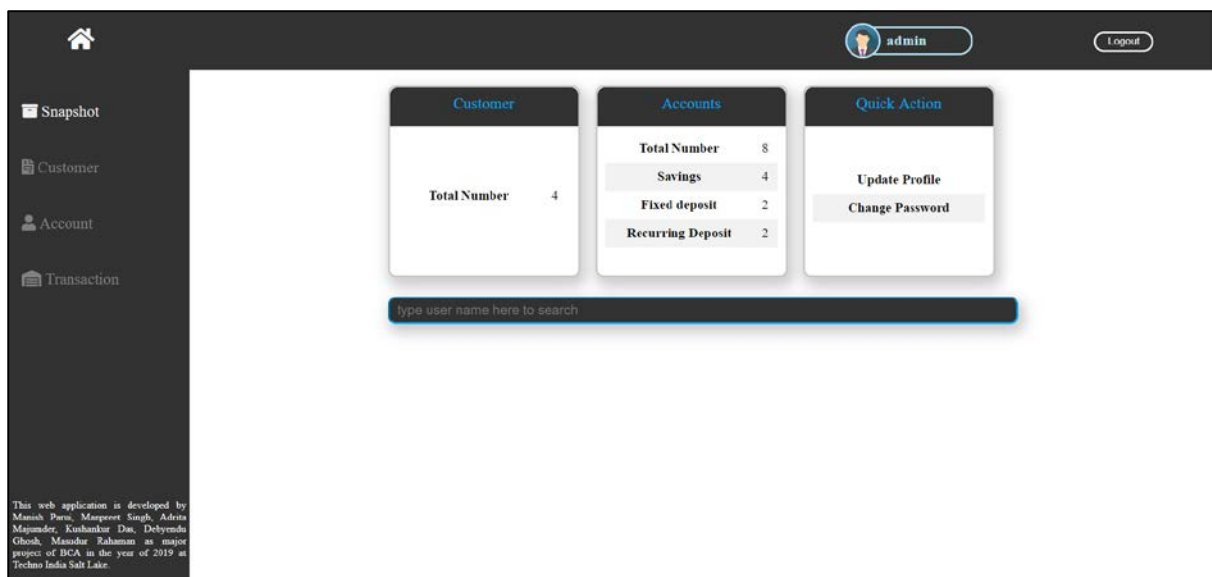 admin
Logout
Snapshot
Customer
Account
Transaction
Customer
Total Number 4
Accounts
Total Number 8
Savings 4
Fixed deposit 2
Recurring Deposit 2
Quick Action
Update Profile
Change Password
type user name here to search
This web application is developed by
Manish Parui, Manpreet Singh, Adrita
Majumder, Kushankur Das, Debyendu
Ghosh, Masudur Rahaman as major
project of BCA in the year of 2019 at
Techno India Salt Lake.